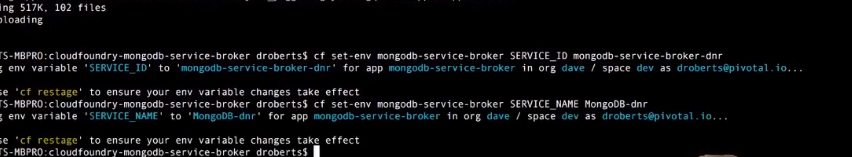 ing 517K, 102 files
ploading
TS-MBPRO:cloudfoundry-mongodb-service-broker droberts$ cf set-env mongodb-service-broker SERVICE_ID mongodb-service-broker-dnr
g env variable 'SERVICE_ID' to 'mongodb-service-broker-dnr' for app mongodb-service-broker in org dave / space dev as droberts@pivotal.io...
e 'cf restage' to ensure your env variable changes take effect
TS-MBPRO:cloudfoundry-mongodb-service-broker droberts$ cf set-env mongodb-service-broker SERVICE_NAME MongoDB-dnr
g env variable 'SERVICE_NAME' to 'MongoDB-dnr' for app mongodb-service-broker in org dave / space dev as droberts@pivotal.io...
e 'cf restage' to ensure your env variable changes take effect
TS-MBPRO:cloudfoundry-mongodb-service-broker droberts$